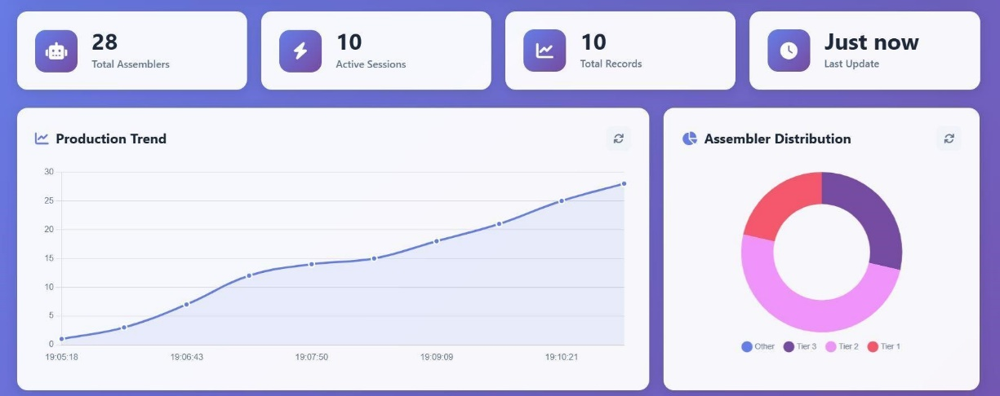 28
Total Assemblers
10
Active Sessions
10
Total Records
Just now
Last Update
Production Trend
30
25
20
15
10
5
0
19:05:18
19:06:43
19:07:50
19:09:09
19:10:21
Assembler Distribution
Other Tier 3 Tier 2 Tier 1